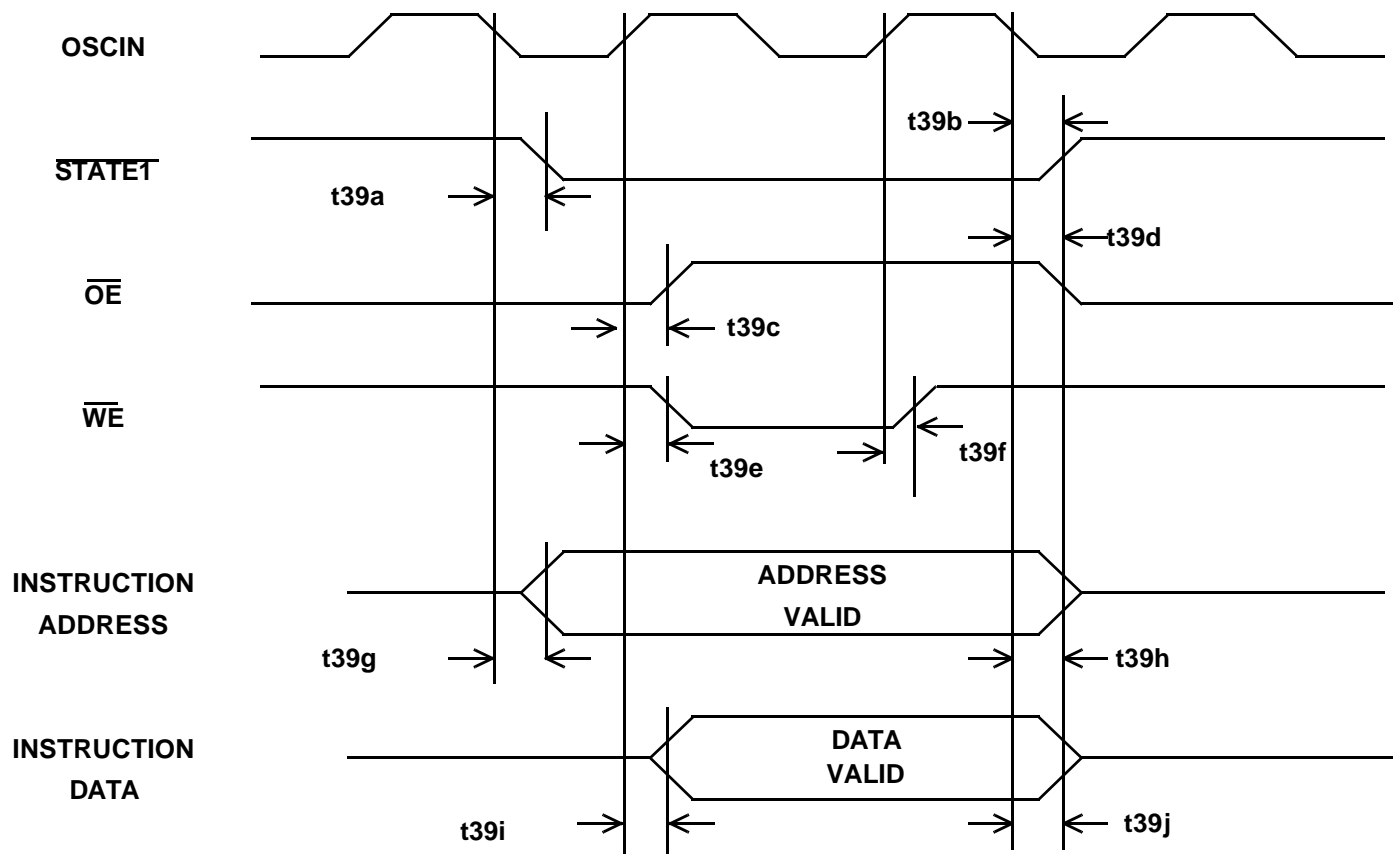 OSCIN
t39b
STATE1
t39a
t39d
OE
t39c
WE
t39e
t39f
INSTRUCTION
ADDRESS
ADDRESS
VALID
t39g
t39h
INSTRUCTION
DATA
DATA
VALID
t39i
t39j